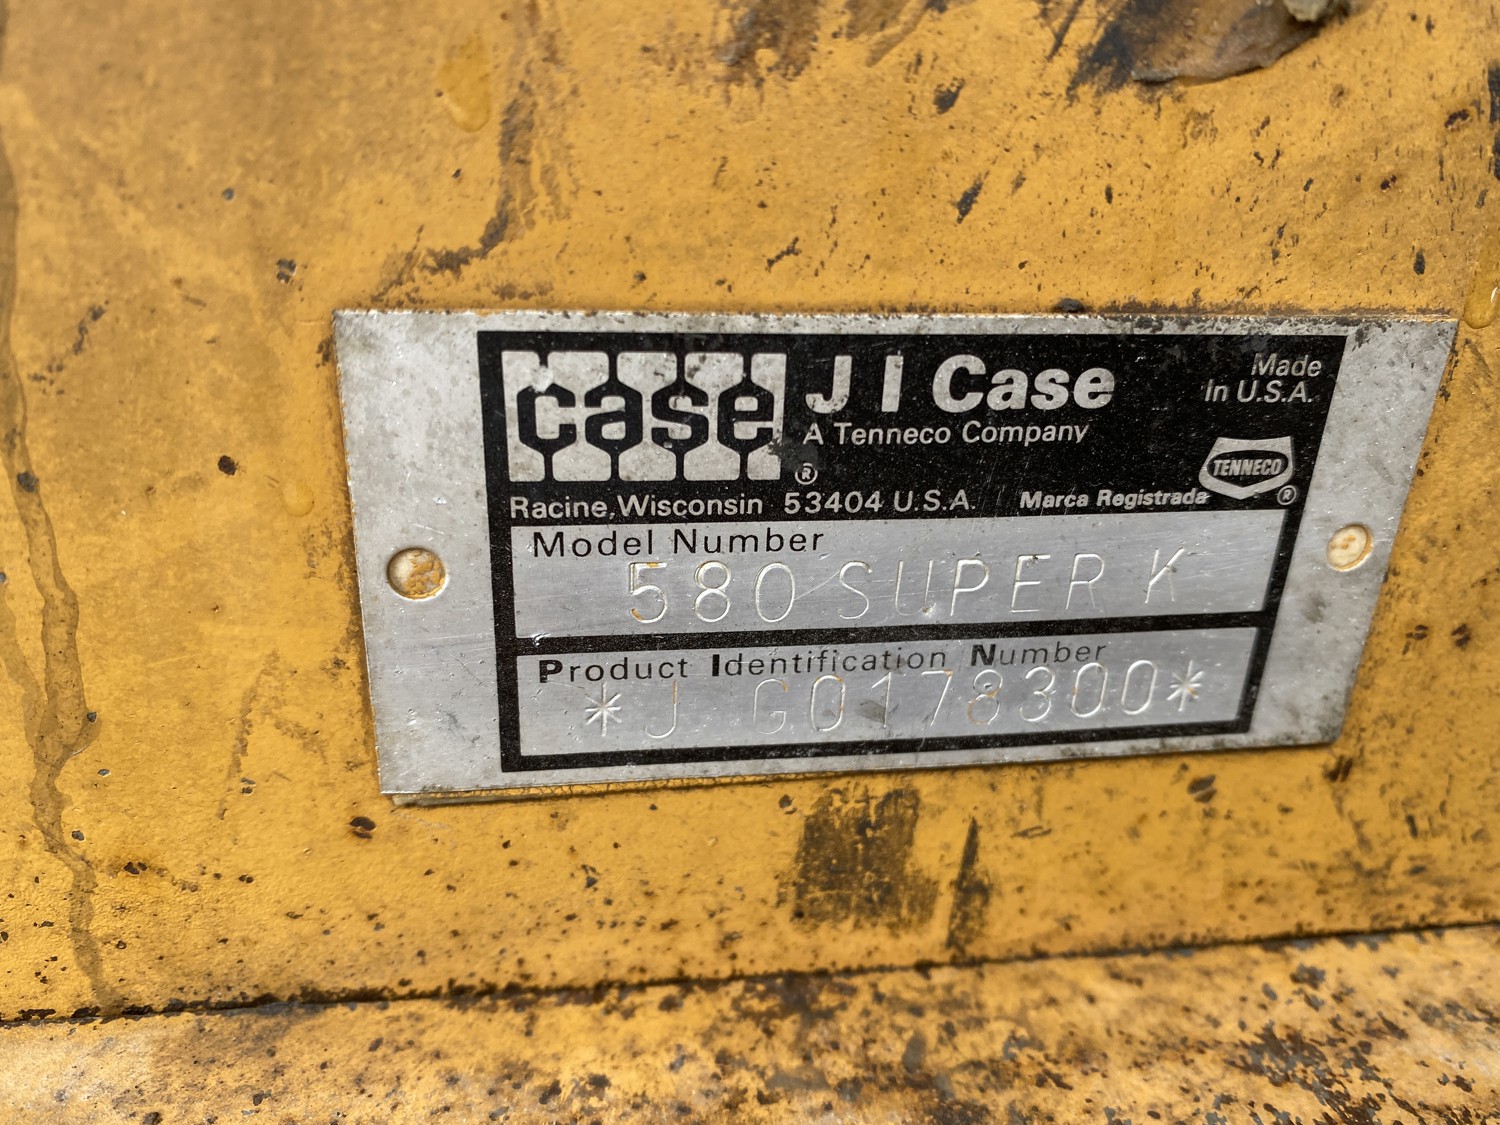 case
J I Case
A Tenneco Company
Made
In U.S.A.
TENNECO
®
®
Racine, Wisconsin 53404 U.S.A. Marca Registrada
Model Number
580 SUPER K
Product Identification Number
*J G0178300*